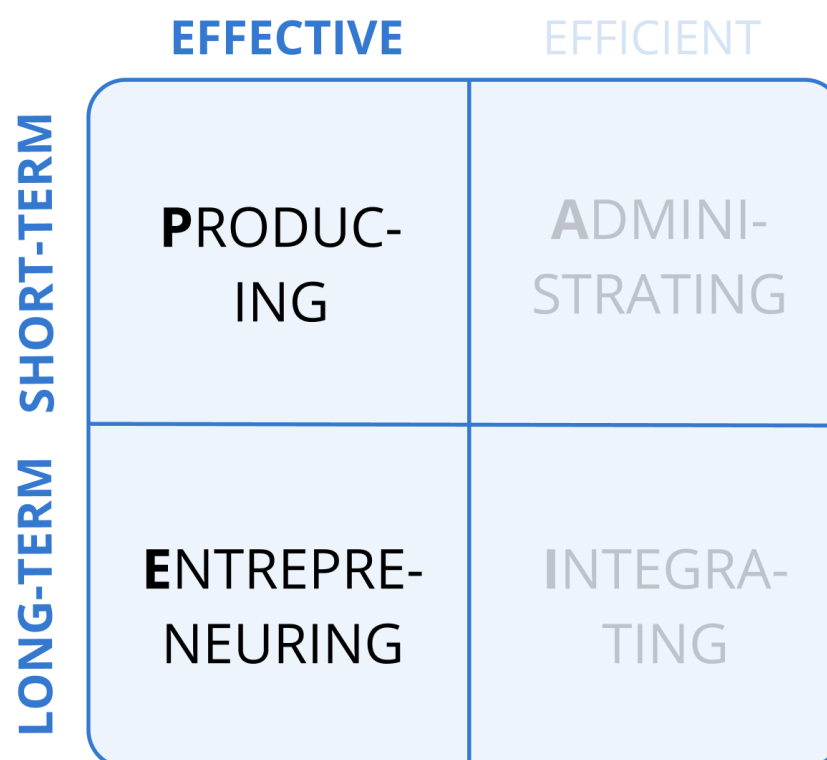 EFFECTIVE
EFFICIENT
SHORT-TERM
PRODUC-
ING
ADMINI-
STRATING
LONG-TERM
ENTREPRE-
NEURING
INTEGRA-
TING